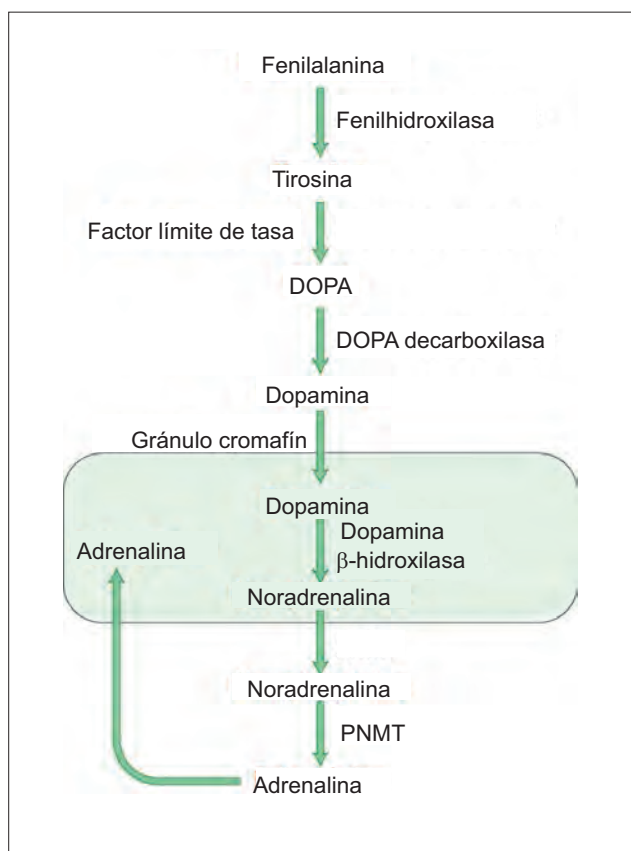 Fenilalanina
Fenilhidroxilasa
Tirosina
Factor límite de tasa
DOPA
DOPA decarboxilasa
Dopamina
Gránulo cromafín
Dopamina
Dopamina
β-hidroxilasa
Adrenalina
Noradrenalina
Noradrenalina
PNMT
Adrenalina